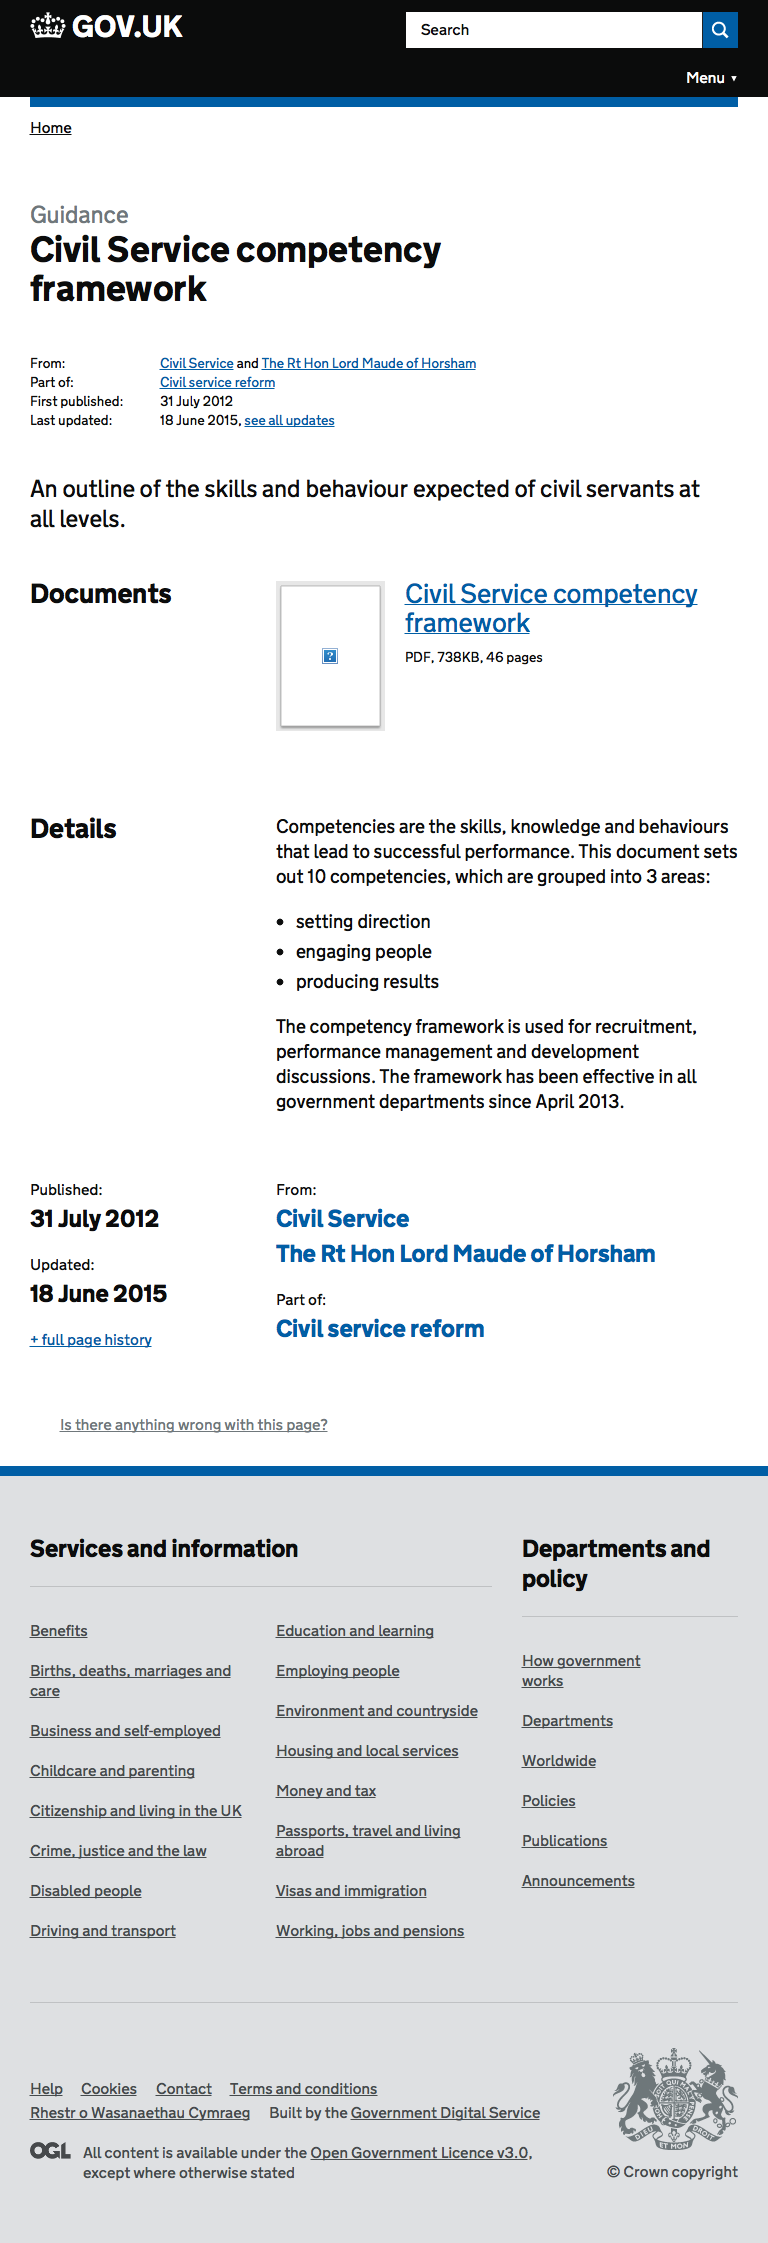 GOV.UK
Search
Menu ▼
Home
Guidance
Civil Service competency
framework
From: Civil Service and The Rt Hon Lord Maude of Horsham
Part of: Civil service reform
First published: 31 July 2012
Last updated: 18 June 2015, see all updates
An outline of the skills and behaviour expected of civil servants at
all levels.
Documents
Civil Service competency
framework
PDF, 738KB, 46 pages
Details
Competencies are the skills, knowledge and behaviours
that lead to successful performance. This document sets
out 10 competencies, which are grouped into 3 areas:
• setting direction
• engaging people
• producing results
The competency framework is used for recruitment,
performance management and development
discussions. The framework has been effective in all
government departments since April 2013.
Published:
31 July 2012
Updated:
18 June 2015
+ full page history
From:
Civil Service
The Rt Hon Lord Maude of Horsham
Part of:
Civil service reform
Is there anything wrong with this page?
Services and information
Benefits
Births, deaths, marriages and
care
Business and self-employed
Childcare and parenting
Citizenship and living in the UK
Crime, justice and the law
Disabled people
Driving and transport
Education and learning
Employing people
Environment and countryside
Housing and local services
Money and tax
Passports, travel and living
abroad
Visas and immigration
Working, jobs and pensions
Departments and
policy
How government
works
Departments
Worldwide
Policies
Publications
Announcements
Help Cookies Contact Terms and conditions
Rhestr o Wasanaethau Cymraeg Built by the Government Digital Service
OGL
All content is available under the Open Government Licence v3.0,
except where otherwise stated
DIEU ET MON DROIT
© Crown copyright